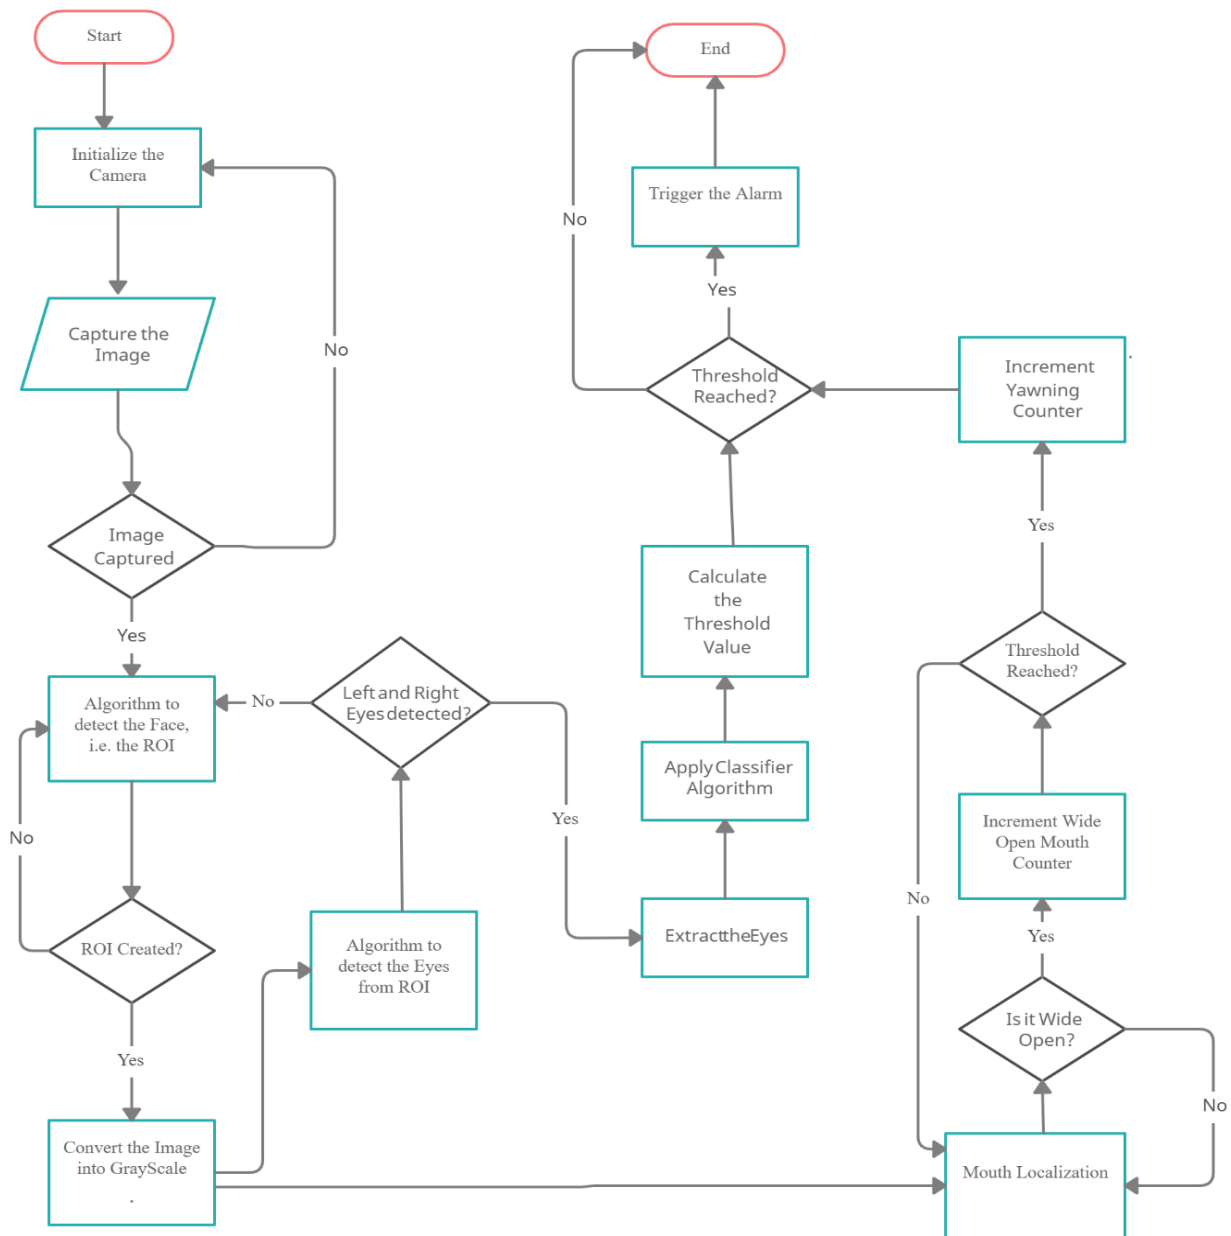 Start
Initialize the
Camera
No
Capture the
Image
Image
Captured
Yes
Algorithm to
detect the Face,
i.e. the ROI
No
ROI Created?
Yes
Convert the Image
into GrayScale
.
Algorithm to
detect the Eyes
from ROI
Left and Right
Eyes detected?
No
Yes
Extract the Eyes
Apply Classifier
Algorithm
Calculate
the
Threshold
Value
Threshold
Reached?
No
Yes
Trigger the Alarm
End
Mouth Localization
Is it Wide
Open?
No
Yes
Increment Wide
Open Mouth
Counter
Threshold
Reached?
No
Yes
Increment
Yawning
Counter
.